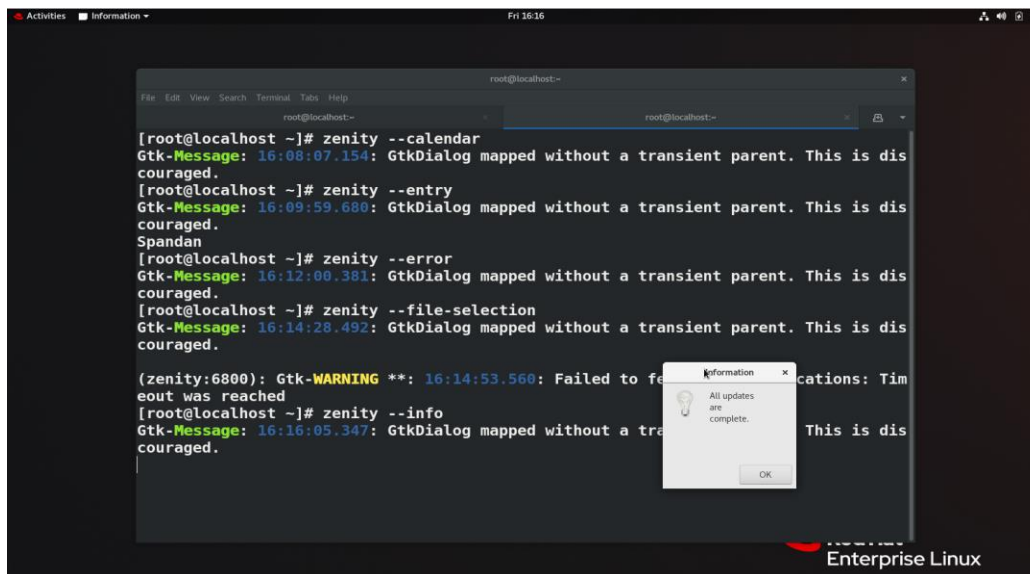 Activities Information Fri 16:16
root@localhost:~
File Edit View Search Terminal Tabs Help
root@localhost:~ root@localhost:~
[root@localhost ~]# zenity --calendar
Gtk-Message: 16:08:07.154: GtkDialog mapped without a transient parent. This is dis
couraged.
[root@localhost ~]# zenity --entry
Gtk-Message: 16:09:59.680: GtkDialog mapped without a transient parent. This is dis
couraged.
Spandan
[root@localhost ~]# zenity --error
Gtk-Message: 16:12:00.381: GtkDialog mapped without a transient parent. This is dis
couraged.
[root@localhost ~]# zenity --file-selection
Gtk-Message: 16:14:28.492: GtkDialog mapped without a transient parent. This is dis
couraged.
(zenity:6800): Gtk-WARNING **: 16:14:53.560: Failed to fe cations: Tim
eout was reached
[root@localhost ~]# zenity --info
Gtk-Message: 16:16:05.347: GtkDialog mapped without a tra This is dis
couraged.
Information
All updates
are
complete.
OK
Enterprise Linux